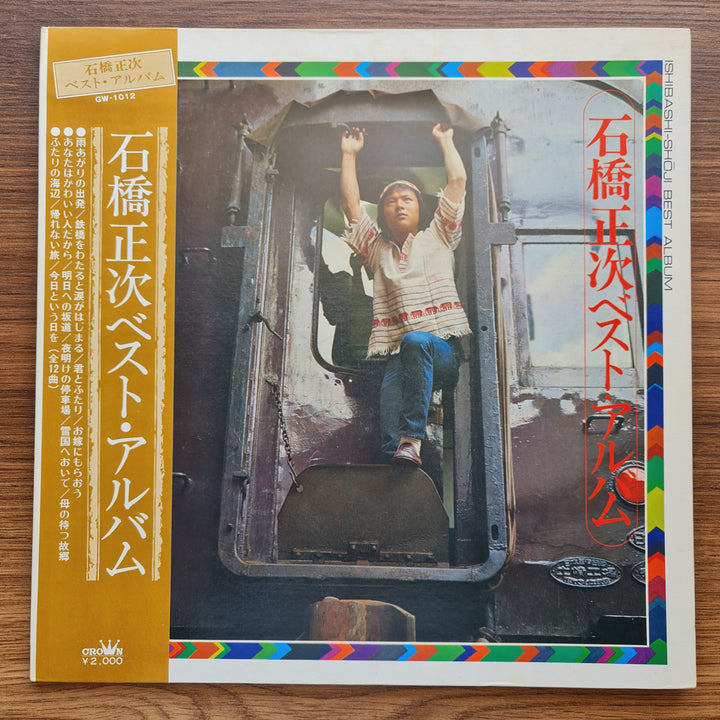 石橋正次
ベスト・アルバム
GW-1012
石橋正次ベスト・アルバム
●雨あがりの出発/鉄橋をわたると涙がはじまる/君とふたり/お嫁にもらおう
●あなたはかわいい人だから/明日への坂道/夜明けの停車場/雪国へおいで/母の待つ故郷
●ふたりの海辺/帰れない旅/今日という日を(全12曲)
CROWN
¥2,000
石橋正次ベスト・アルバム
ISHIBASHI-SHŌJI BEST ALBUM